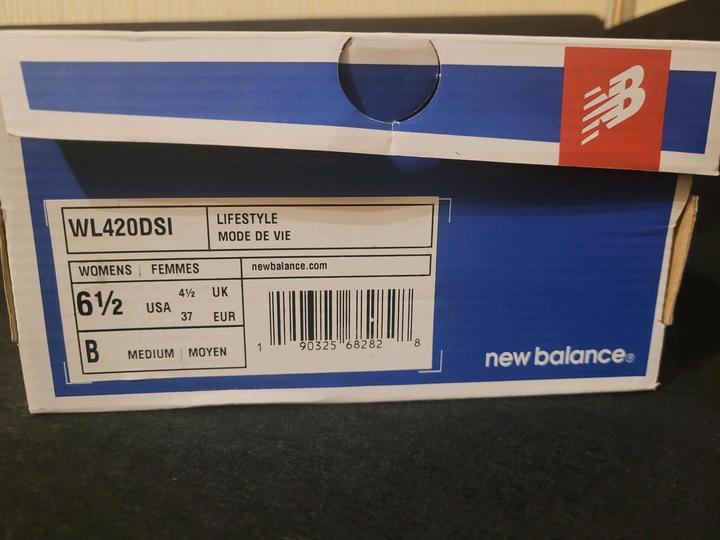 NB
WL420DSI
LIFESTYLE
MODE DE VIE
WOMENS FEMMES
newbalance.com
6½ USA 4½ UK
37 EUR
B MEDIUM MOYEN
1 90325 68282 8
new balance®